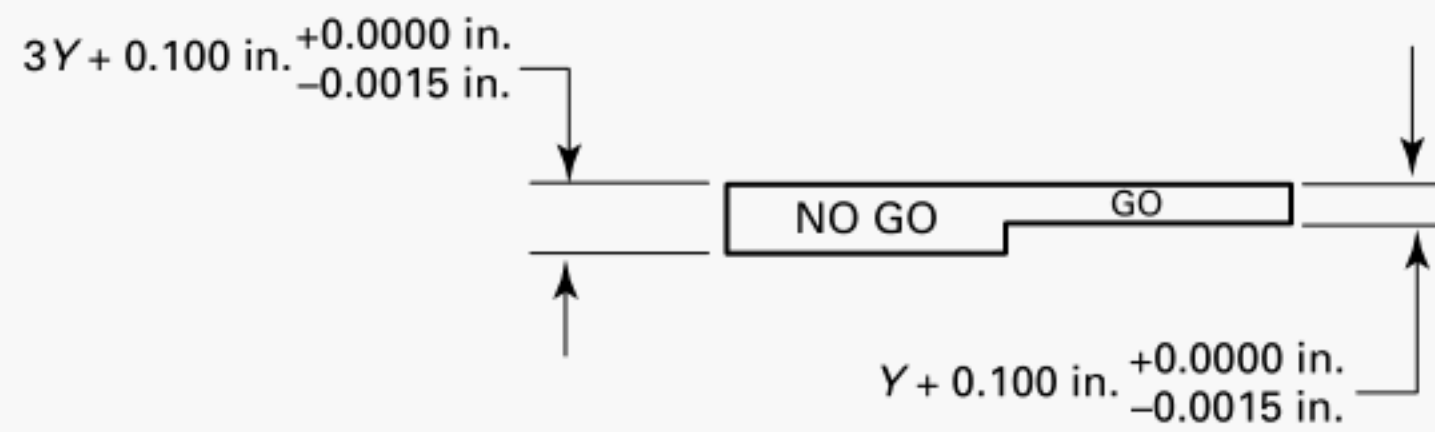 3Y + 0.100 in. +0.0000 in.
–0.0015 in.
NO GO
GO
Y + 0.100 in. +0.0000 in.
–0.0015 in.